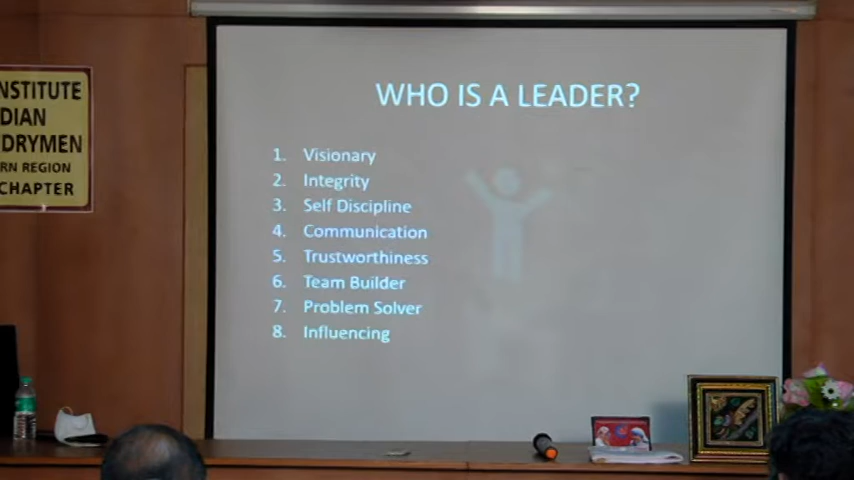 NSTITUTE
DIAN
DRYMEN
RN REGION
CHAPTER
WHO IS A LEADER?
1. Visionary
2. Integrity
3. Self Discipline
4. Communication
5. Trustworthiness
6. Team Builder
7. Problem Solver
8. Influencing